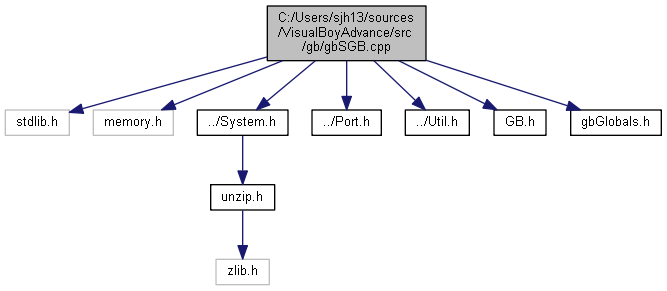 C:/Users/sjh13/sources
/VisualBoyAdvance/src
/gb/gbSGB.cpp
stdlib.h
memory.h
../System.h
../Port.h
../Util.h
GB.h
gbGlobals.h
unzip.h
zlib.h